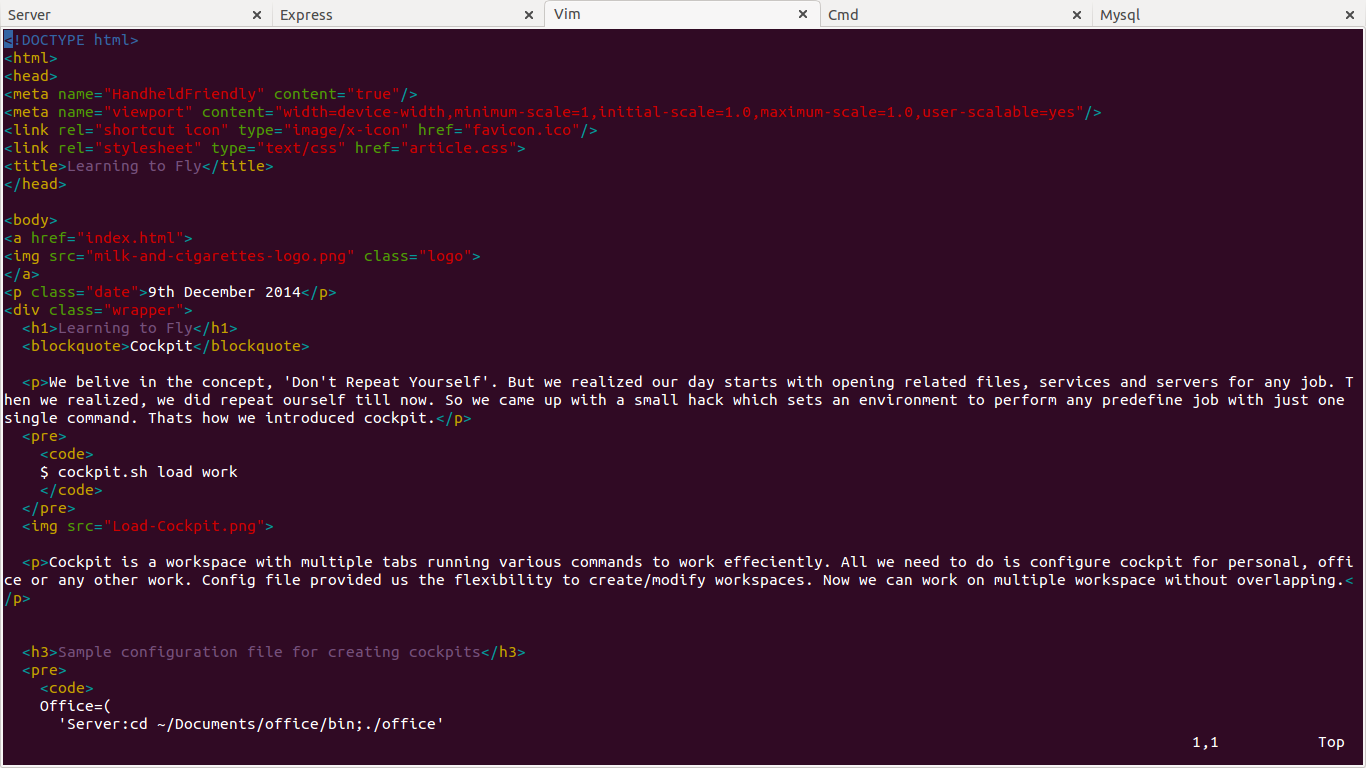 Server × Express × Vim × Cmd × Mysql ×
<!DOCTYPE html>
<html>
<head>
<meta name="HandheldFriendly" content="true"/>
<meta name="viewport" content="width=device-width,minimum-scale=1,initial-scale=1.0,maximum-scale=1.0,user-scalable=yes"/>
<link rel="shortcut icon" type="image/x-icon" href="favicon.ico"/>
<link rel="stylesheet" type="text/css" href="article.css">
<title>Learning to Fly</title>
</head>
<body>
<a href="index.html">
<img src="milk-and-cigarettes-logo.png" class="logo">
</a>
<p class="date">9th December 2014</p>
<div class="wrapper">
  <h1>Learning to Fly</h1>
  <blockquote>Cockpit</blockquote>
  <p>We belive in the concept, 'Don't Repeat Yourself'. But we realized our day starts with opening related files, services and servers for any job. T
hen we realized, we did repeat ourself till now. So we came up with a small hack which sets an environment to perform any predefine job with just one
single command. Thats how we introduced cockpit.</p>
  <pre>
    <code>
    $ cockpit.sh load work
    </code>
  </pre>
  <img src="Load-Cockpit.png">
  <p>Cockpit is a workspace with multiple tabs running various commands to work effeciently. All we need to do is configure cockpit for personal, offi
ce or any other work. Config file provided us the flexibility to create/modify workspaces. Now we can work on multiple workspace without overlapping.<
/p>
  <h3>Sample configuration file for creating cockpits</h3>
  <pre>
    <code>
    Office=(
      'Server:cd ~/Documents/office/bin;./office'
1,1 Top